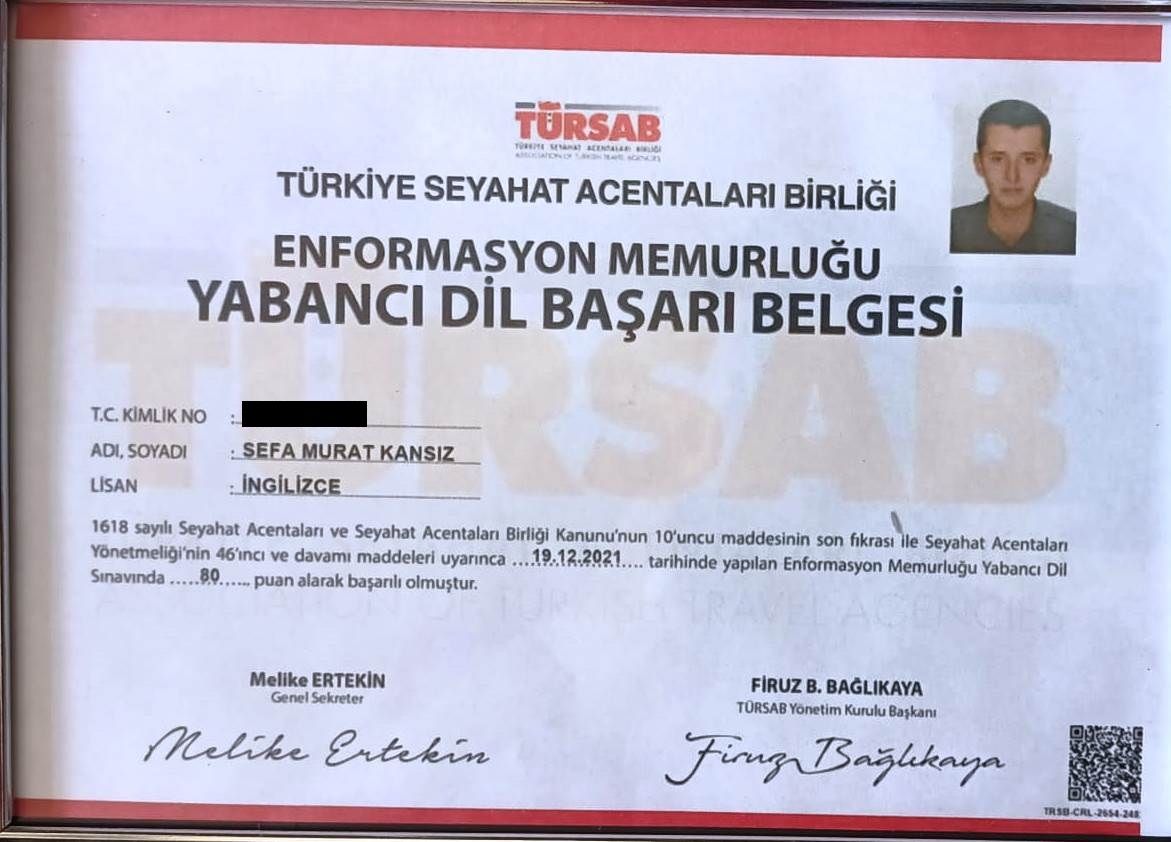 TÜRSAB
TÜRKİYE SEYAHAT ACENTALARI BİRLİĞİ
ASSOCIATION OF TURKISH TRAVEL AGENCIES
TÜRKİYE SEYAHAT ACENTALARI BİRLİĞİ
ENFORMASYON MEMURLUĞU
YABANCI DİL BAŞARI BELGESİ
TÜRSAB
T.C. KİMLİK NO :
ADI, SOYADI : SEFA MURAT KANSIZ
LİSAN : İNGİLİZCE
1618 sayılı Seyahat Acentaları ve Seyahat Acentaları Birliği Kanunu'nun 10'uncu maddesinin son fıkrası ile Seyahat Acentaları
Yönetmeliği'nin 46'ıncı ve davamı maddeleri uyarınca ....19.12.2021.... tarihinde yapılan Enformasyon Memurluğu Yabancı Dil
Sınavında .....80....., puan alarak başarılı olmuştur.
ASSOCIATION OF TURKISH TRAVEL AGENCIES
Melike ERTEKİN
Genel Sekreter
Melike Ertekin
FİRUZ B. BAĞLIKAYA
TÜRSAB Yönetim Kurulu Başkanı
Firuz Bağlıkaya
TRSB-CRL-2654-248